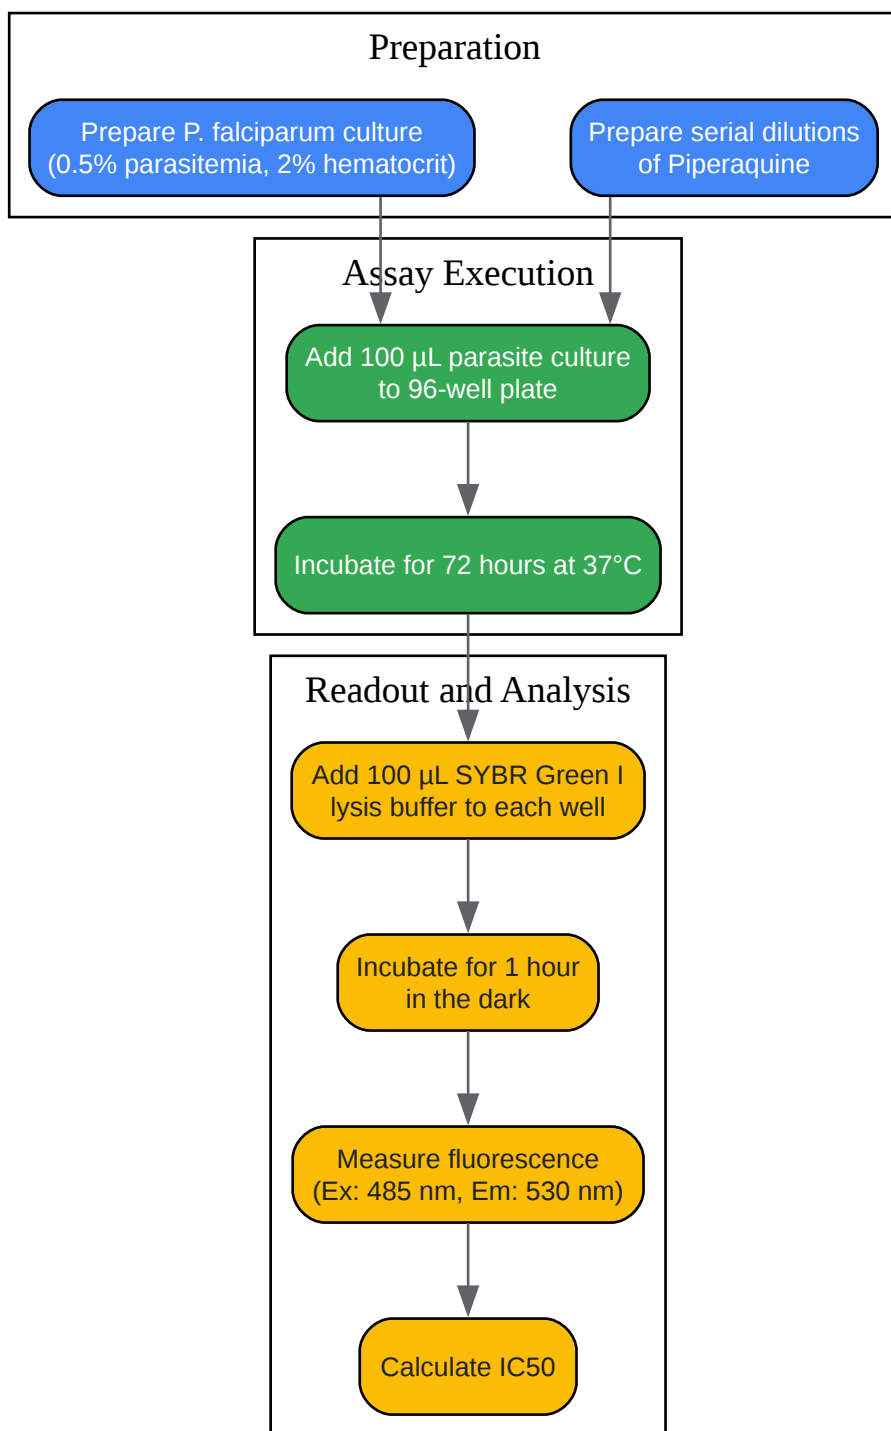 Preparation
Prepare P. falciparum culture
(0.5% parasitemia, 2% hematocrit)
Prepare serial dilutions
of Piperaquine
Assay Execution
Add 100 µL parasite culture
to 96-well plate
Incubate for 72 hours at 37°C
Readout and Analysis
Add 100 µL SYBR Green I
lysis buffer to each well
Incubate for 1 hour
in the dark
Measure fluorescence
(Ex: 485 nm, Em: 530 nm)
Calculate IC50